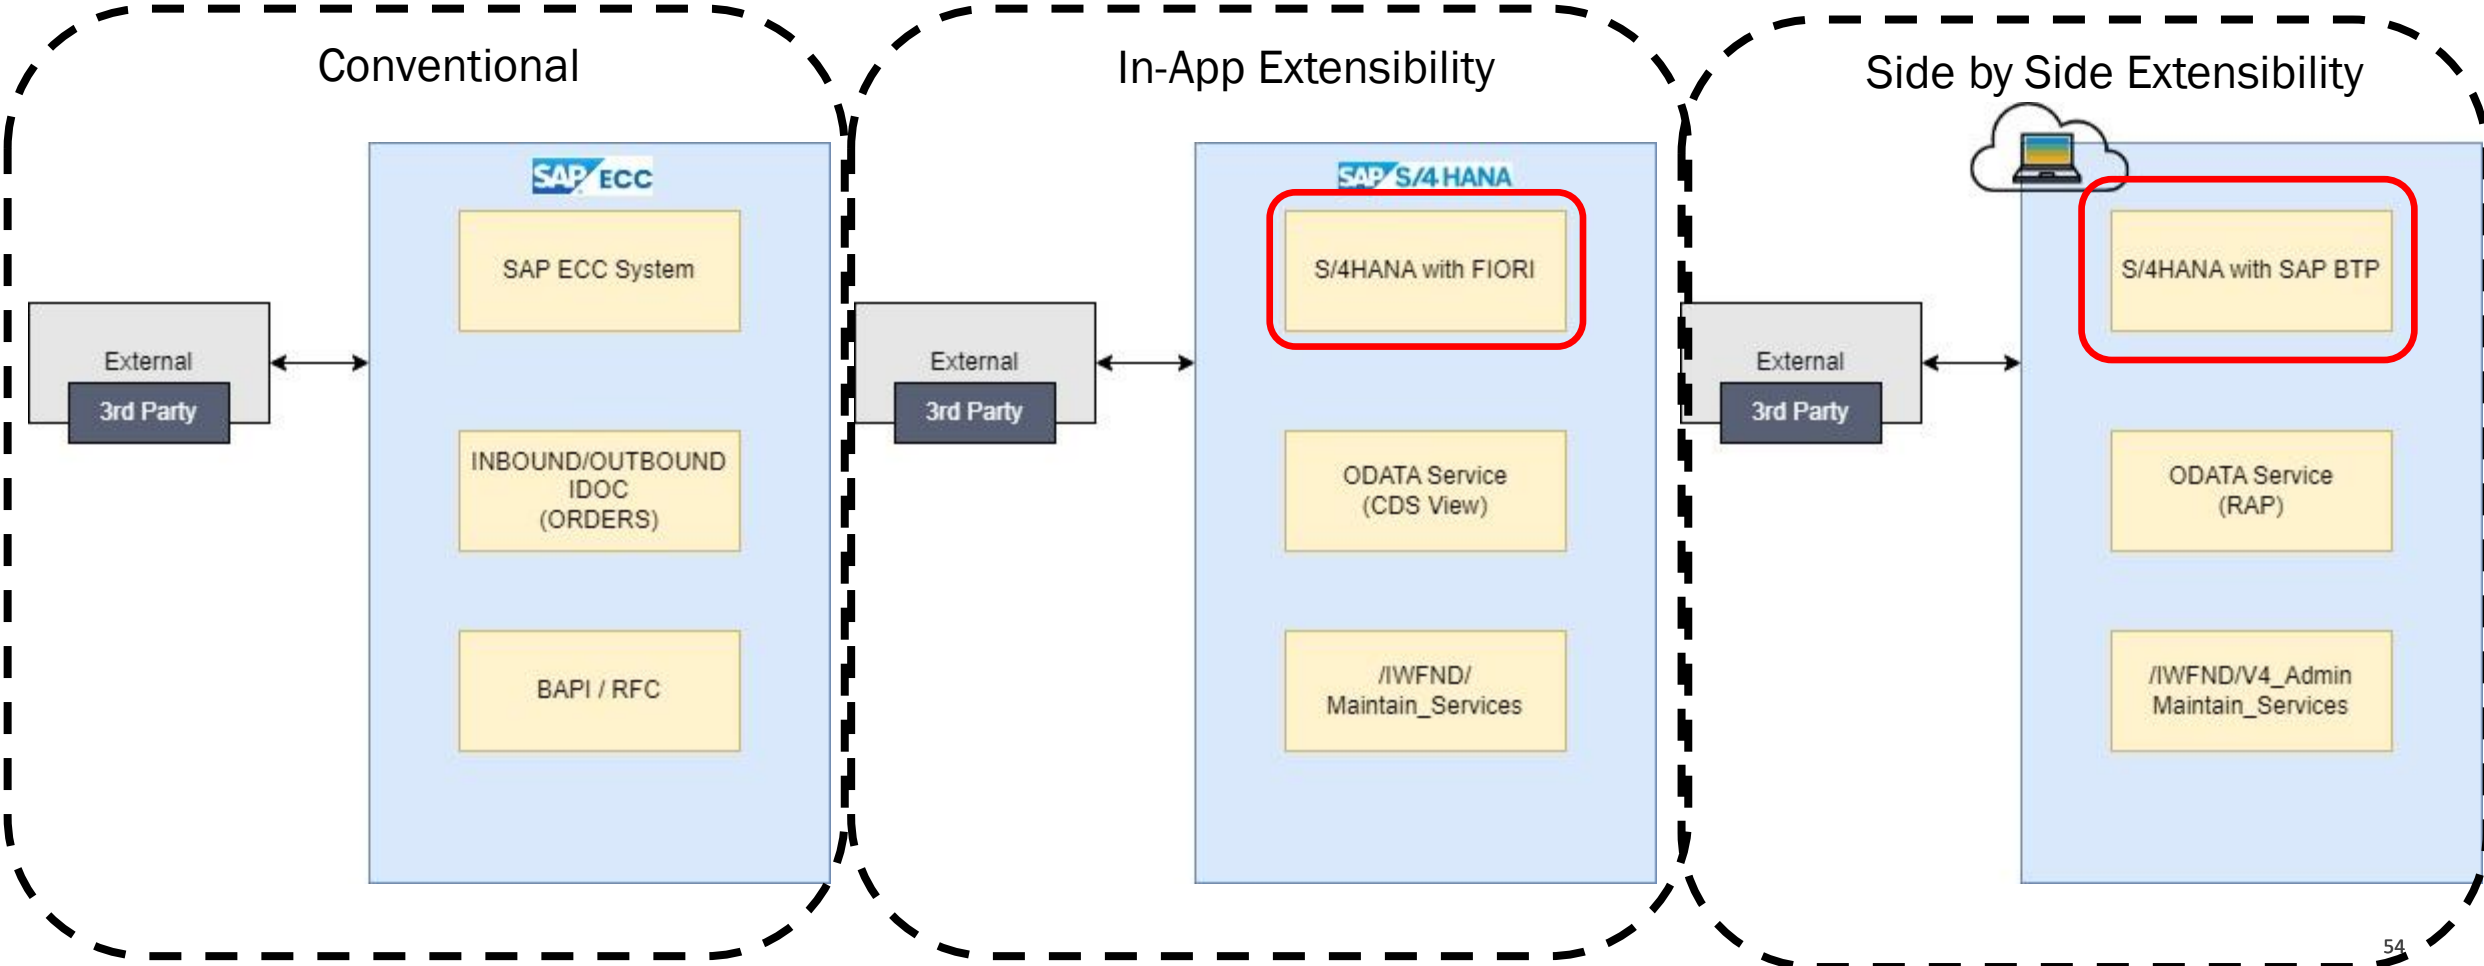 Conventional
SAP ECC
SAP ECC System
External
3rd Party
INBOUND/OUTBOUND
IDOC
(ORDERS)
BAPI / RFC
In-App Extensibility
SAP S/4 HANA
S/4HANA with FIORI
External
3rd Party
ODATA Service
(CDS View)
/IWFND/
Maintain_Services
Side by Side Extensibility
S/4HANA with SAP BTP
External
3rd Party
ODATA Service
(RAP)
/IWFND/V4_Admin
Maintain_Services
54